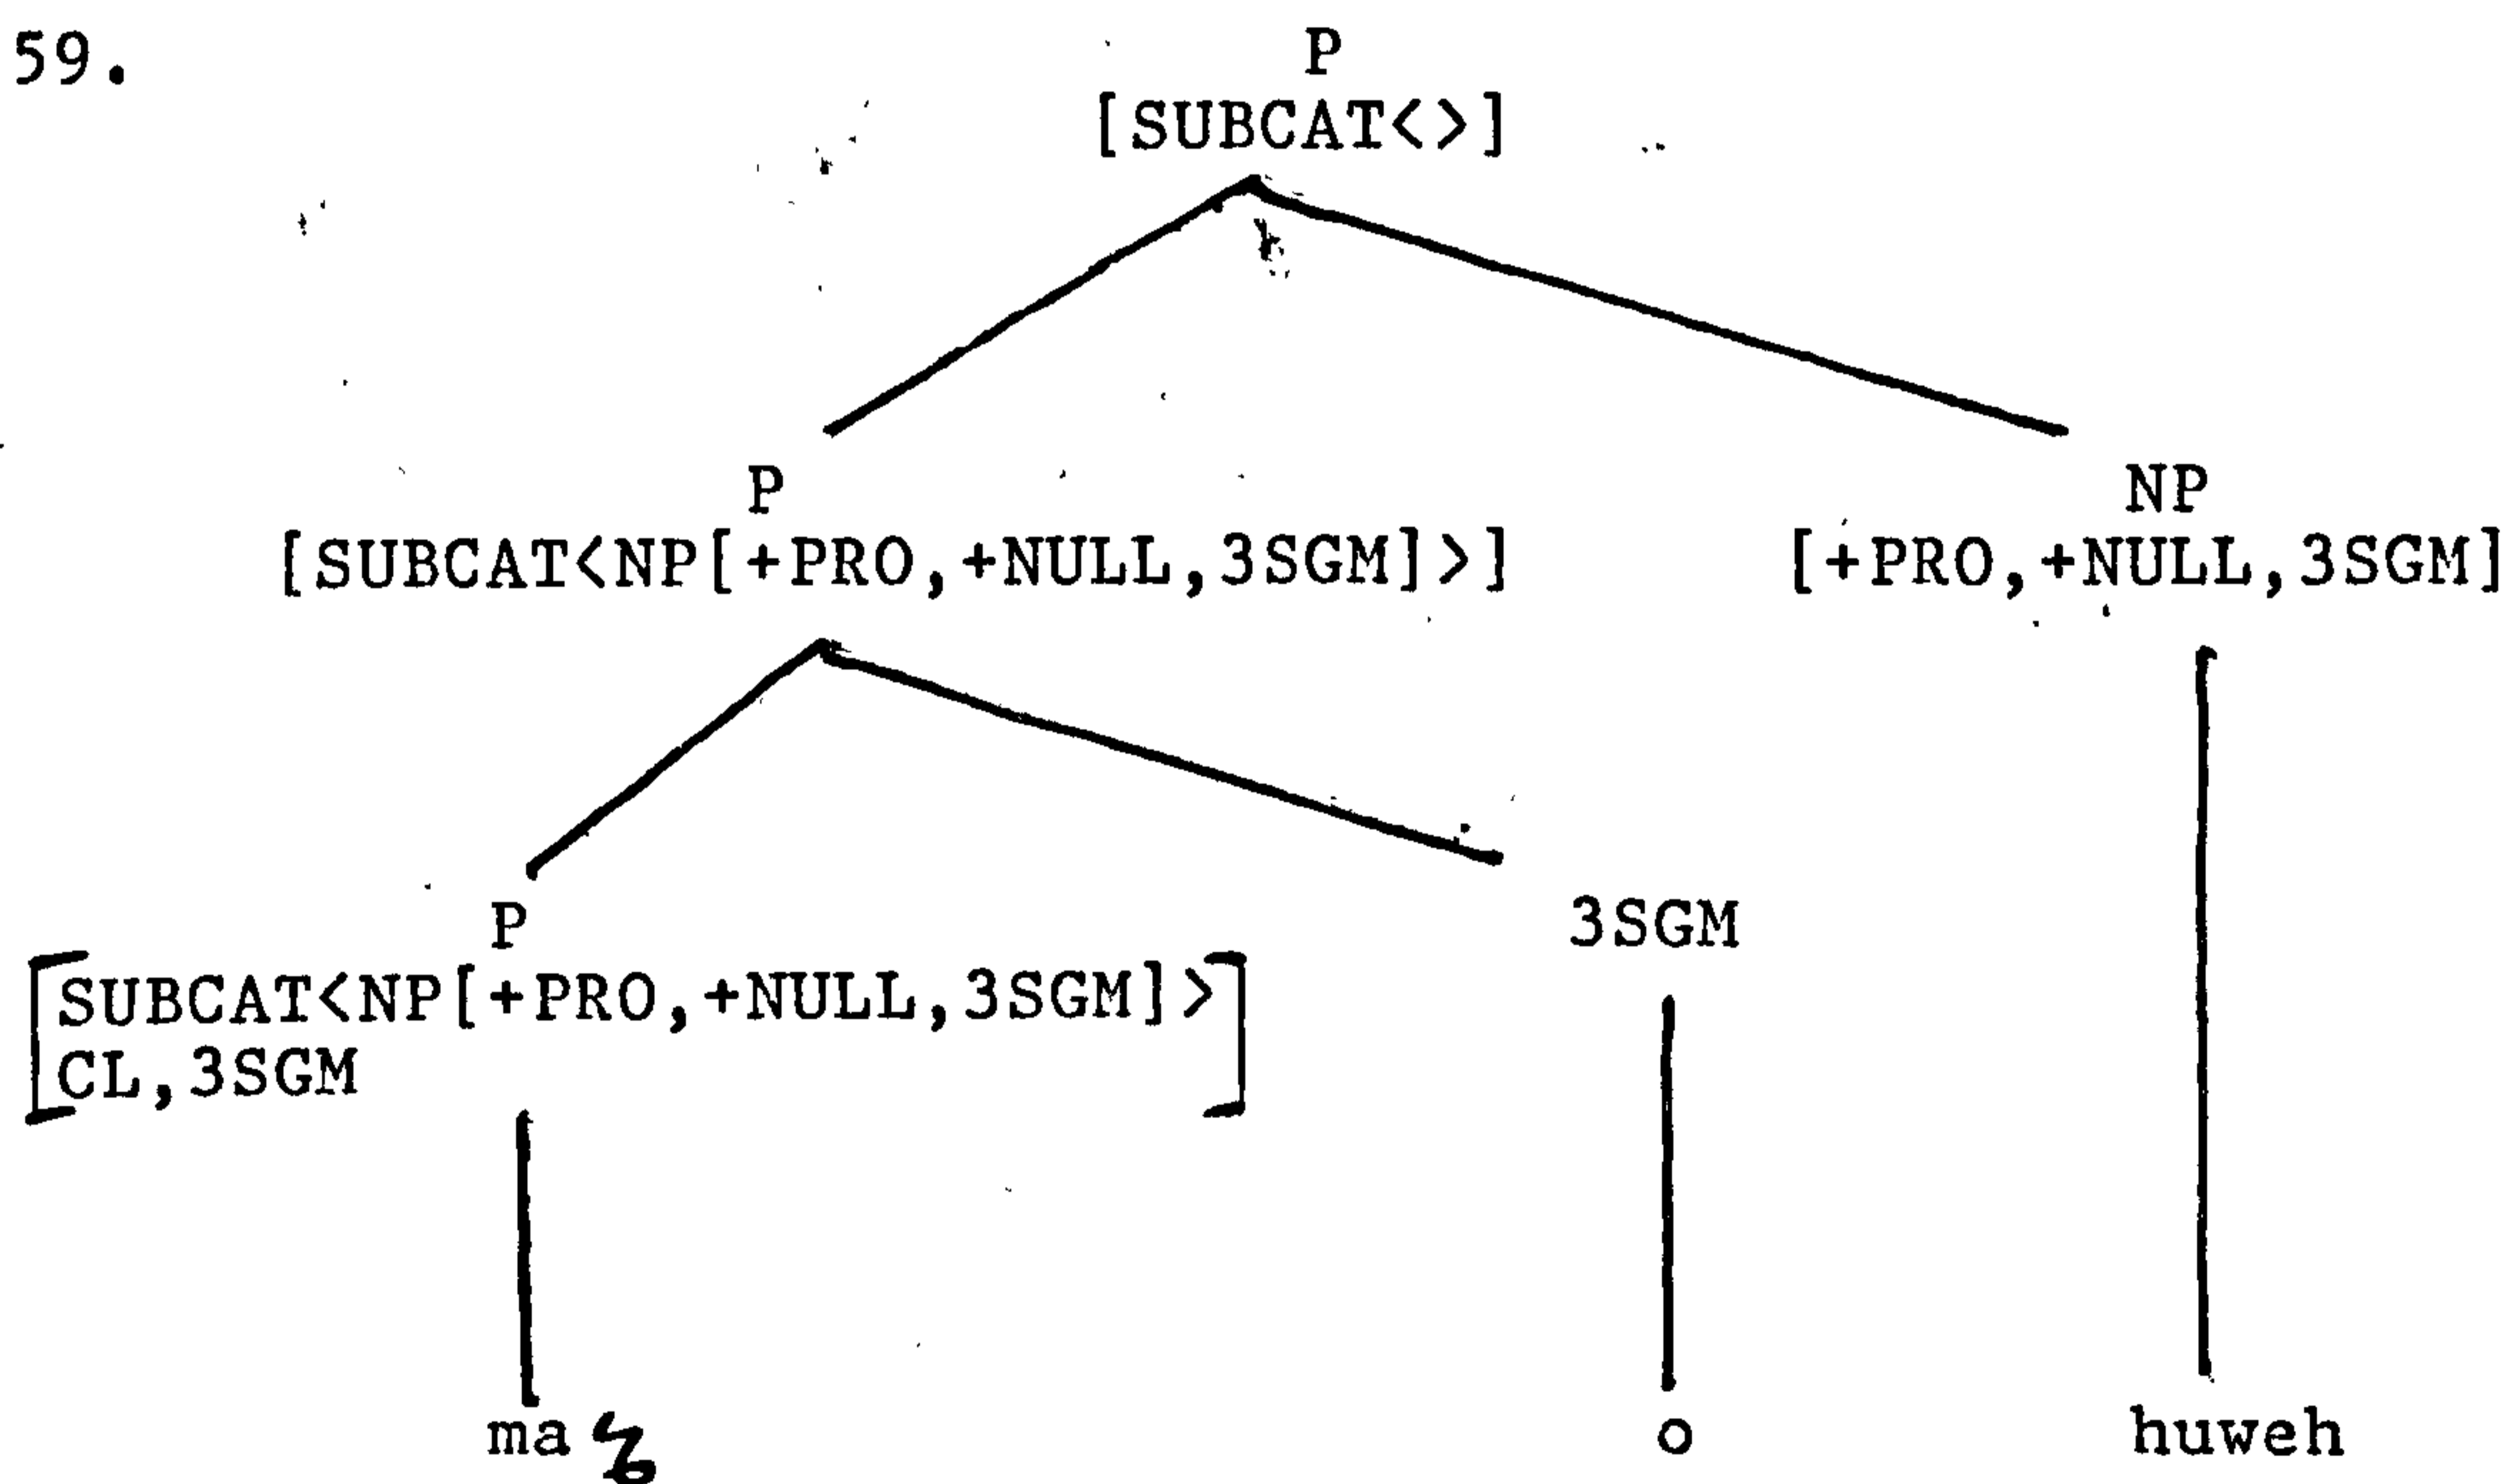 59.
P
[SUBCAT<>]
P NP
[SUBCAT<NP[+PRO,+NULL,3SGM]>] [+PRO,+NULL,3SGM]
P 3SGM
SUBCAT<NP[+PRO,+NULL,3SGM]>
CL,3SGM
ma o huweh